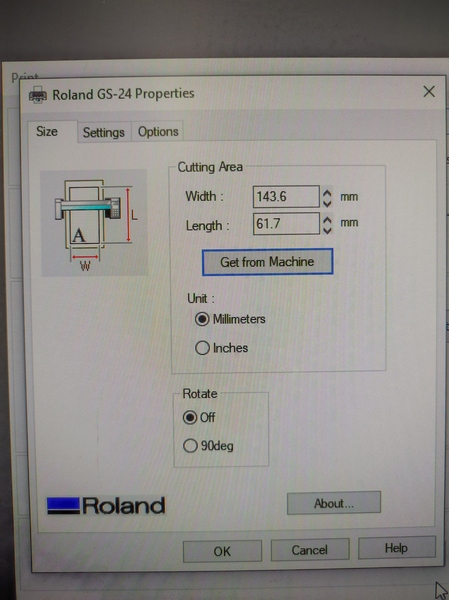 Print
Roland GS-24 Properties
Size Settings Options
Cutting Area
Width : 143.6 mm
Length : 61.7 mm
L
A
W
Get from Machine
Unit :
Millimeters
Inches
Rotate
Off
90deg
Roland
About...
OK Cancel Help